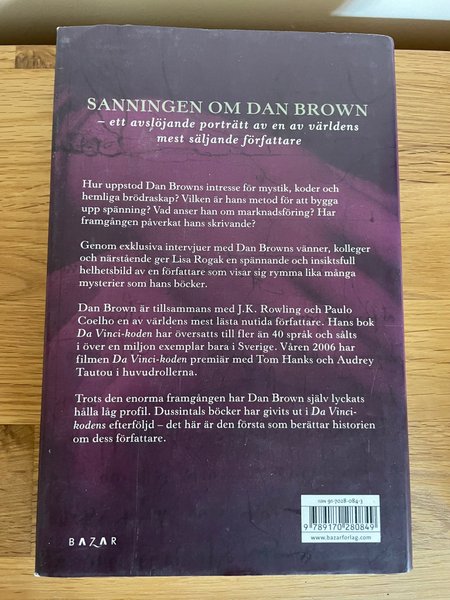 SANNINGEN OM DAN BROWN
– ett avslöjande porträtt av en av världens
mest säljande författare
Hur uppstod Dan Browns intresse för mystik, koder och
hemliga brödraskap? Vilken är hans metod för att bygga
upp spänning? Vad anser han om marknadsföring? Har
framgången påverkat hans skrivande?
Genom exklusiva intervjuer med Dan Browns vänner, kolleger
och närstående ger Lisa Rogak en spännande och insiktsfull
helhetsbild av en författare som visar sig rymma lika många
mysterier som hans böcker.
Dan Brown är tillsammans med J.K. Rowling och Paulo
Coelho en av världens mest lästa nutida författare. Hans bok
Da Vinci-koden har översatts till fler än 40 språk och sålts
i över en miljon exemplar bara i Sverige. Våren 2006 har
filmen Da Vinci-koden premiär med Tom Hanks och Audrey
Tautou i huvudrollerna.
Trots den enorma framgången har Dan Brown själv lyckats
hålla låg profil. Dussintals böcker har givits ut i Da Vinci-
kodens efterföljd – det här är den första som berättar historien
om dess författare.
ISBN 91-7028-084-3
9 789170 280849
www.bazarforlag.com
BAZAR